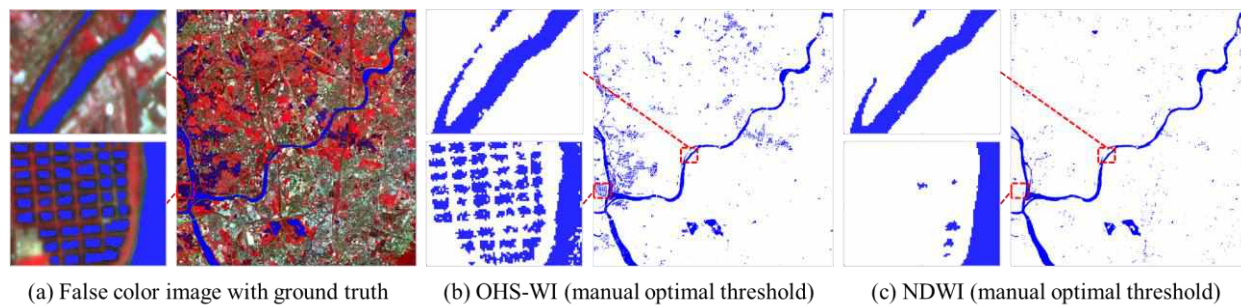 (a) False color image with ground truth
(b) OHS-WI (manual optimal threshold)
(c) NDWI (manual optimal threshold)